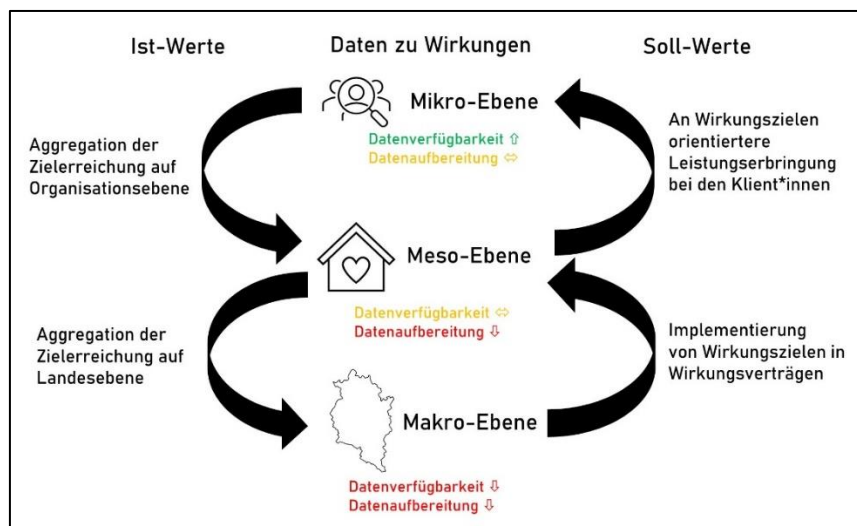 Ist-Werte
Daten zu Wirkungen
Soll-Werte
Mikro-Ebene
Datenverfügbarkeit ⇧
Datenaufbereitung ⬄
Aggregation der
Zielerreichung auf
Organisationsebene
An Wirkungszielen
orientiertere
Leistungserbringung
bei den Klient*innen
Meso-Ebene
Datenverfügbarkeit ⬄
Datenaufbereitung ⇩
Aggregation der
Zielerreichung auf
Landesebene
Implementierung
von Wirkungszielen in
Wirkungsverträgen
Makro-Ebene
Datenverfügbarkeit ⇩
Datenaufbereitung ⇩